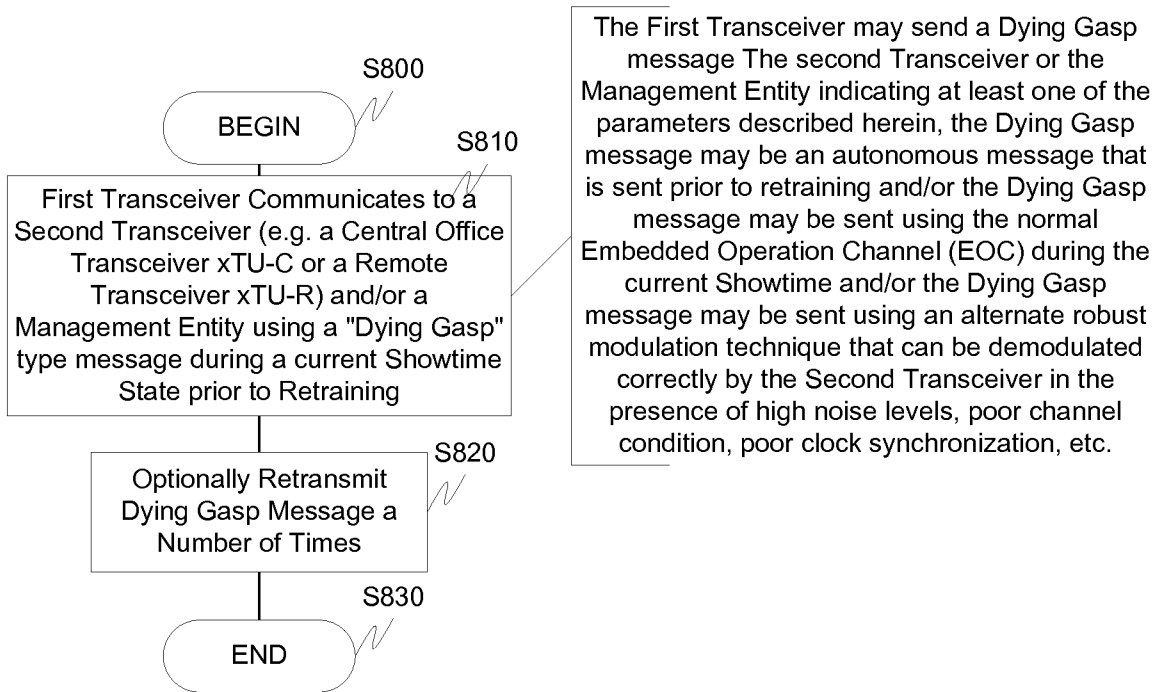 S800
BEGIN
S810
First Transceiver Communicates to a
Second Transceiver (e.g. a Central Office
Transceiver xTU-C or a Remote
Transceiver xTU-R) and/or a
Management Entity using a "Dying Gasp"
type message during a current Showtime
State prior to Retraining
S820
Optionally Retransmit
Dying Gasp Message a
Number of Times
S830
END
The First Transceiver may send a Dying Gasp
message The second Transceiver or the
Management Entity indicating at least one of the
parameters described herein, the Dying Gasp
message may be an autonomous message that
is sent prior to retraining and/or the Dying Gasp
message may be sent using the normal
Embedded Operation Channel (EOC) during the
current Showtime and/or the Dying Gasp
message may be sent using an alternate robust
modulation technique that can be demodulated
correctly by the Second Transceiver in the
presence of high noise levels, poor channel
condition, poor clock synchronization, etc.